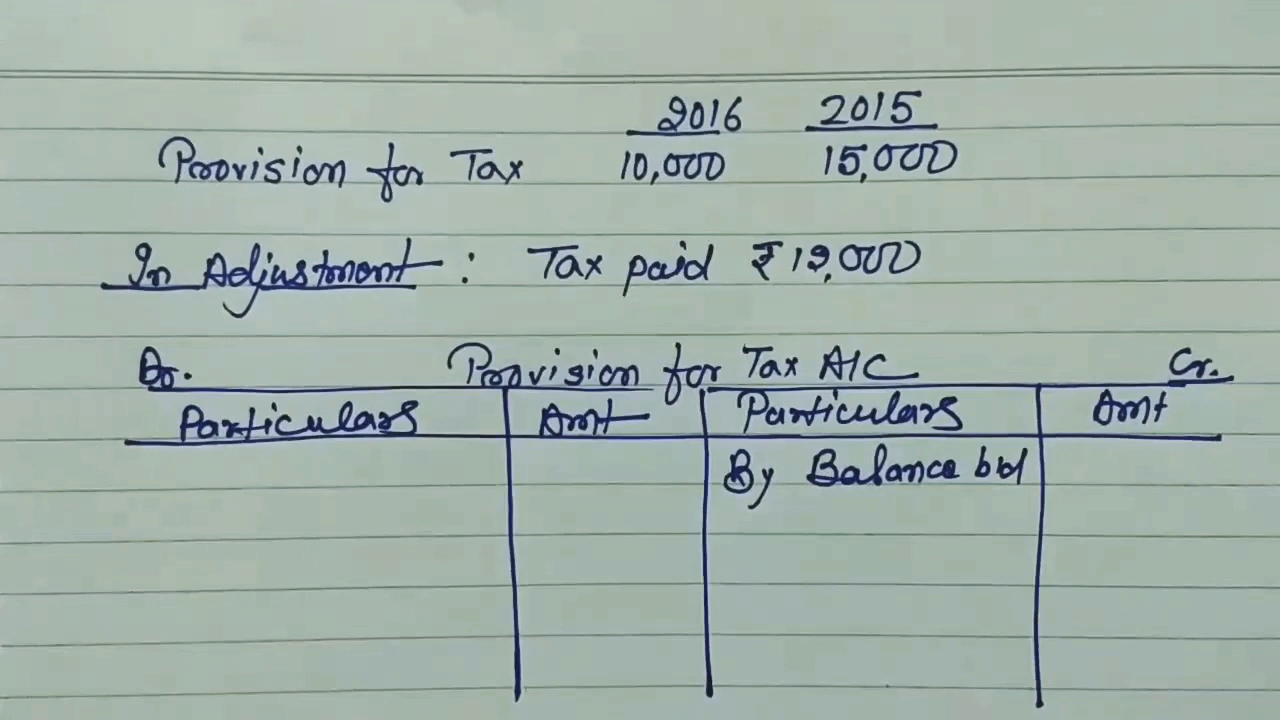 2016 2015
Provision for Tax 10,000 15,000
In Adjustment : Tax paid ₹12,000
Dr. Provision for Tax A/C Cr.
Particulars Amt Particulars Amt
By Balance b/d